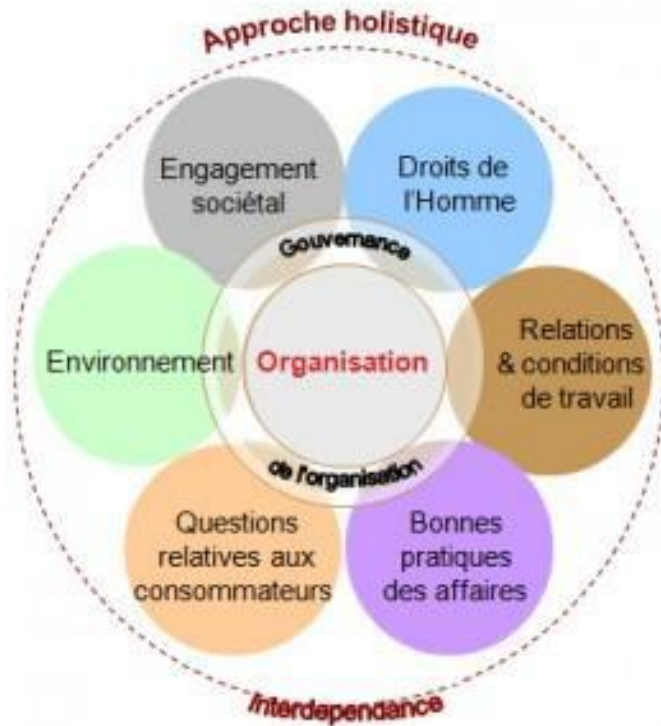 Approche holistique
Engagement
sociétal
Droits de
l'Homme
Gouvernance
Environnement
Organisation
Relations
& conditions
de travail
de l'organisation
Questions
relatives aux
consommateurs
Bonnes
pratiques
des affaires
Interdependance